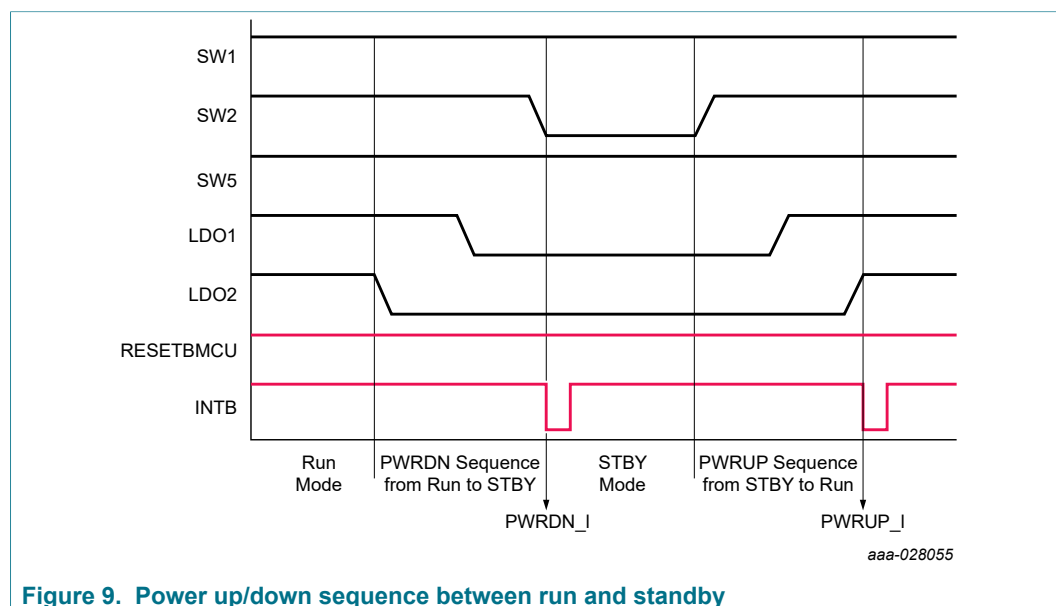 SW1
SW2
SW5
LDO1
LDO2
RESETBMCU
INTB
Run
Mode
PWRDN Sequence
from Run to STBY
STBY
Mode
PWRUP Sequence
from STBY to Run
PWRDN_I
PWRUP_I
aaa-028055
Figure 9. Power up/down sequence between run and standby